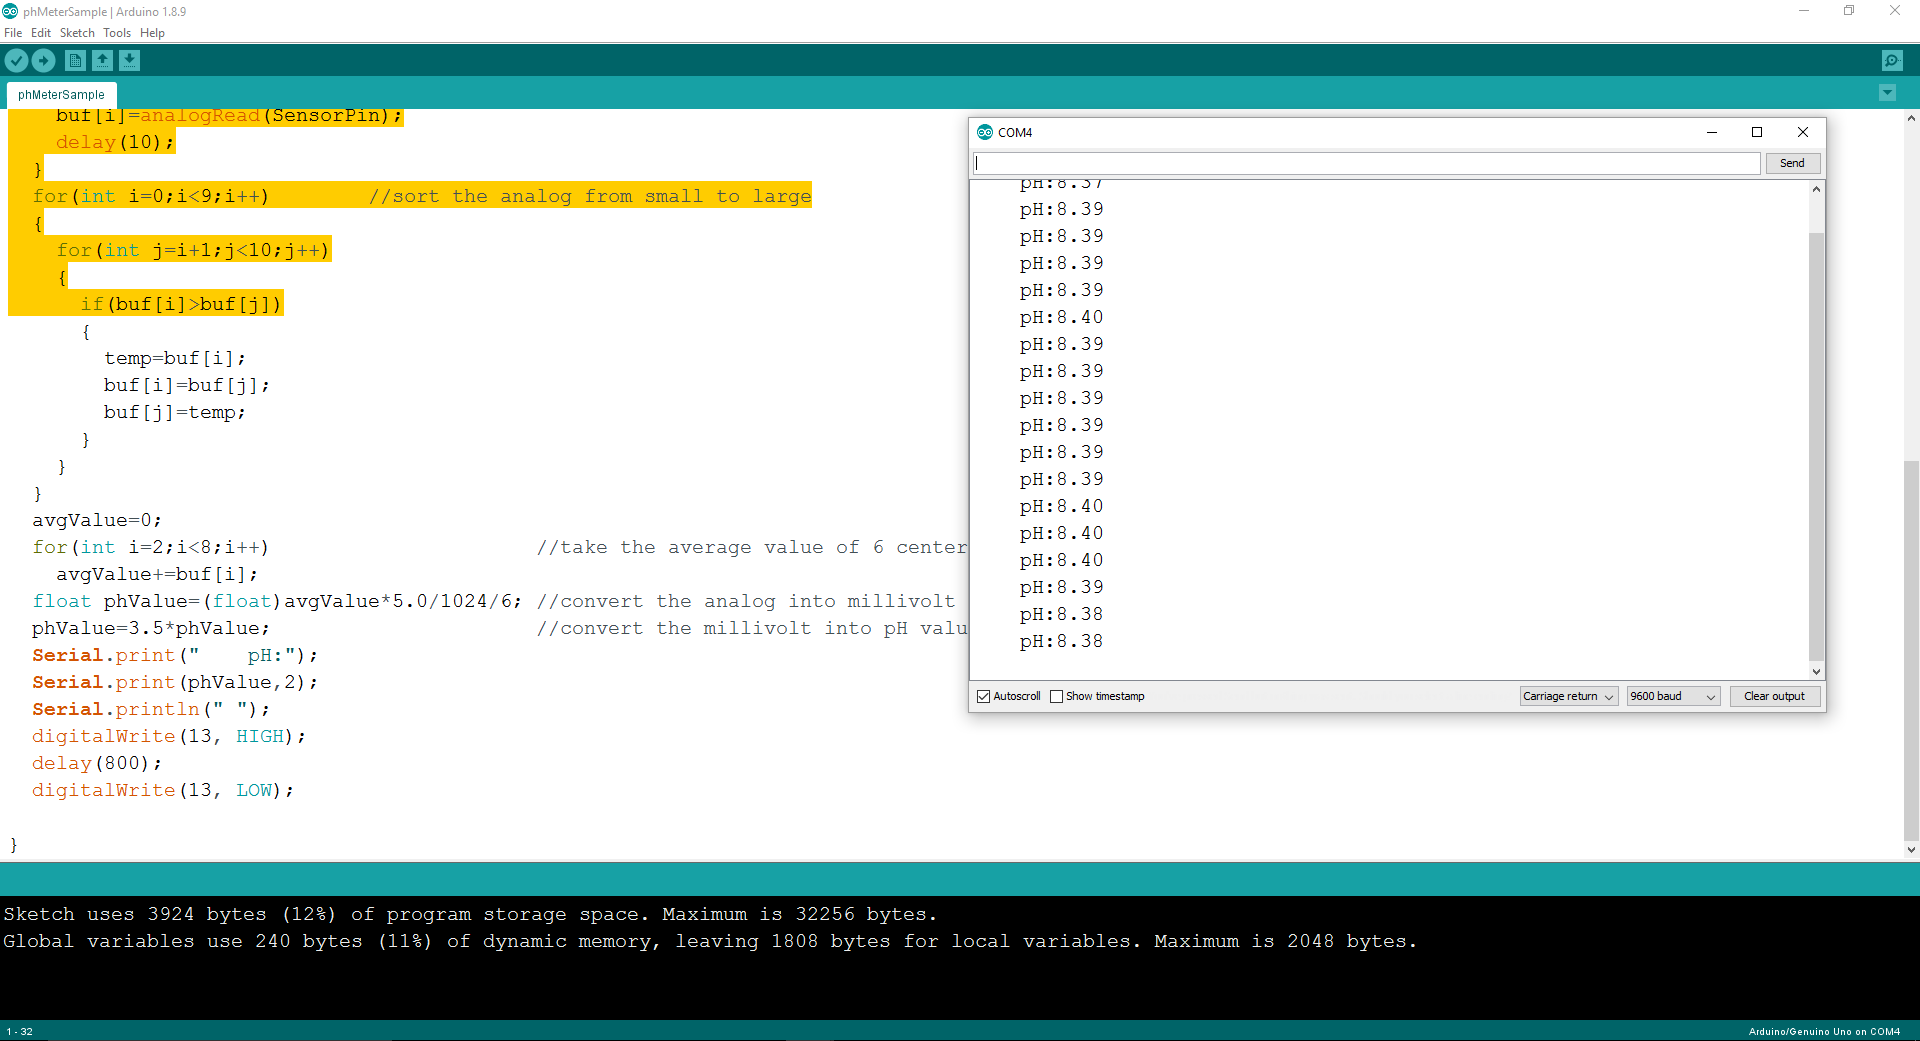 phMeterSample | Arduino 1.8.9
File Edit Sketch Tools Help
phMeterSample
buf[i]=analogRead(SensorPin);
delay(10);
}
for(int i=0;i<9;i++) //sort the analog from small to large
{
for(int j=i+1;j<10;j++)
{
if(buf[i]>buf[j])
{
temp=buf[i];
buf[i]=buf[j];
buf[j]=temp;
}
}
}
avgValue=0;
for(int i=2;i<8;i++) //take the average value of 6 center
avgValue+=buf[i];
float phValue=(float)avgValue*5.0/1024/6; //convert the analog into millivolt
phValue=3.5*phValue; //convert the millivolt into pH valu
Serial.print("    pH:");
Serial.print(phValue,2);
Serial.println(" ");
digitalWrite(13, HIGH);
delay(800);
digitalWrite(13, LOW);
}
COM4
Send
pH:8.37
pH:8.39
pH:8.39
pH:8.39
pH:8.39
pH:8.40
pH:8.39
pH:8.39
pH:8.39
pH:8.39
pH:8.39
pH:8.39
pH:8.40
pH:8.40
pH:8.40
pH:8.39
pH:8.38
pH:8.38
Autoscroll Show timestamp Carriage return 9600 baud Clear output
Sketch uses 3924 bytes (12%) of program storage space. Maximum is 32256 bytes.
Global variables use 240 bytes (11%) of dynamic memory, leaving 1808 bytes for local variables. Maximum is 2048 bytes.
1 - 32 Arduino/Genuino Uno on COM4